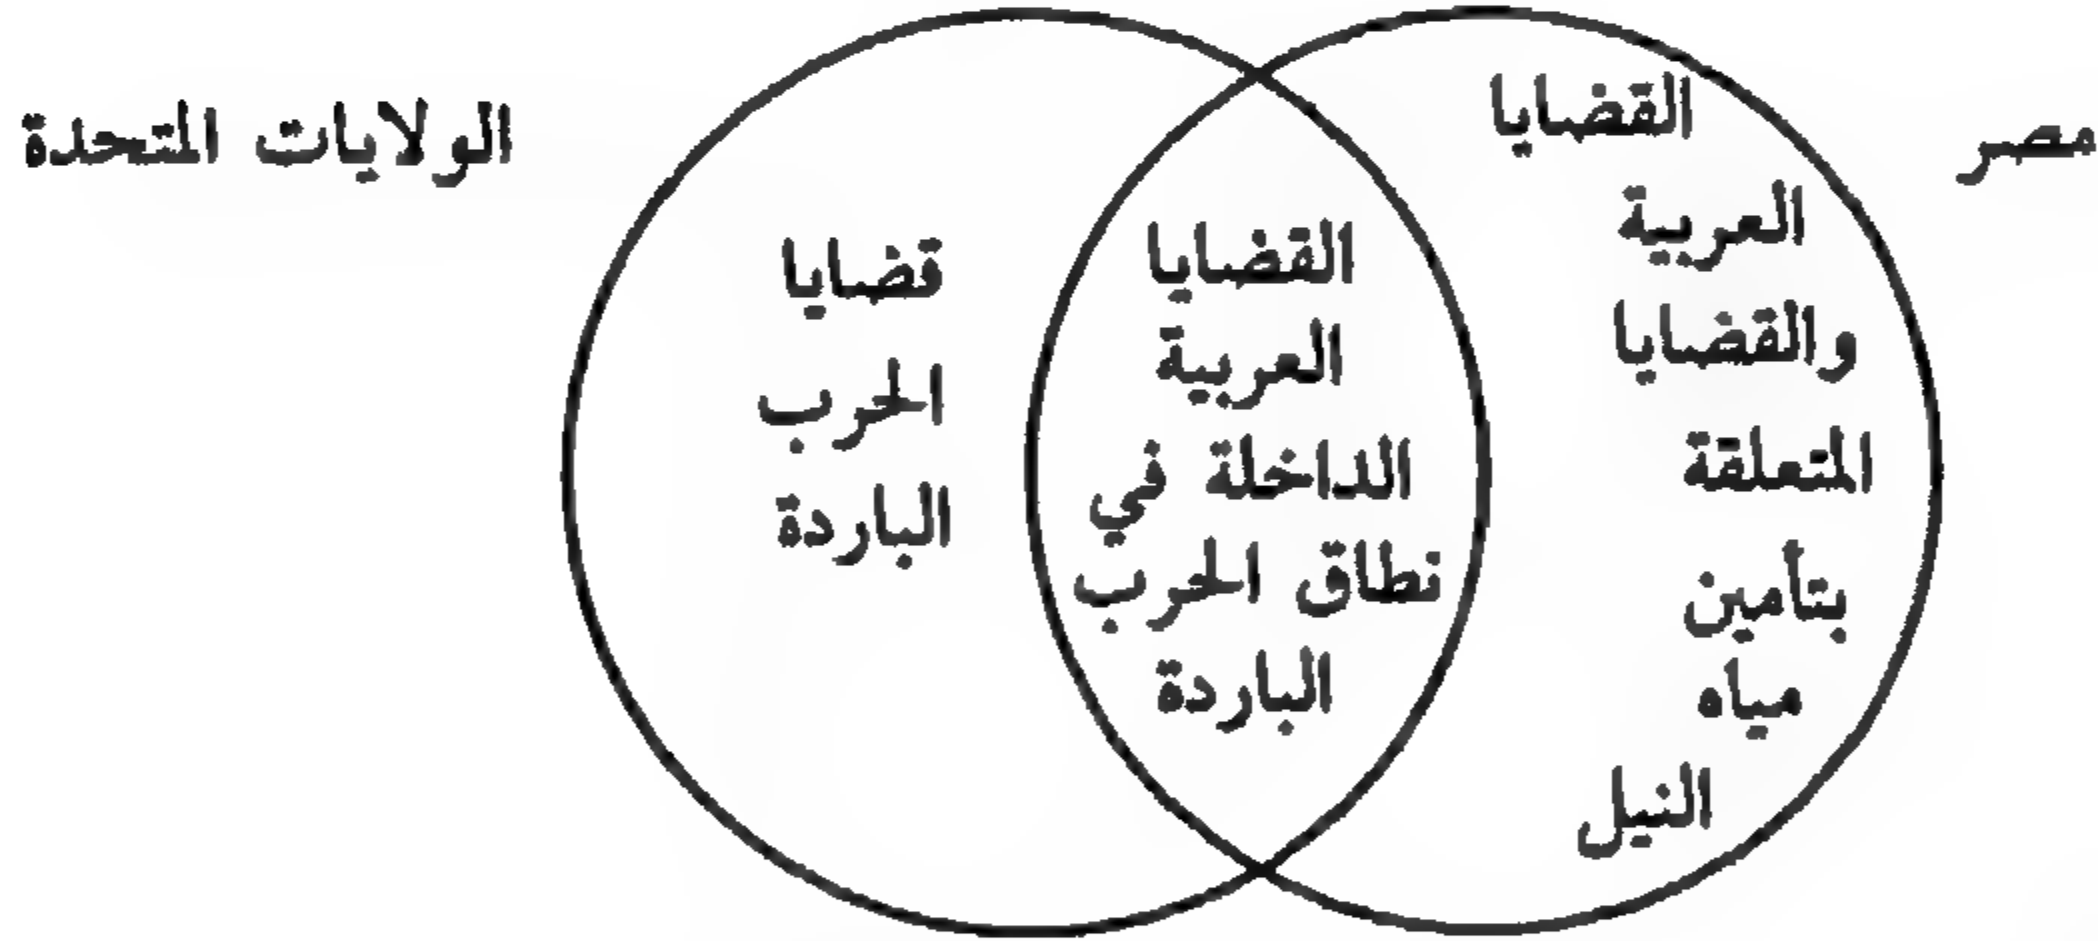 مصر
القضايا
العربية
والقضايا
المتعلقة
بتأمين
مياه
النيل
القضايا
العربية
الداخلة في
نطاق الحرب
الباردة
قضايا
الحرب
الباردة
الولايات المتحدة